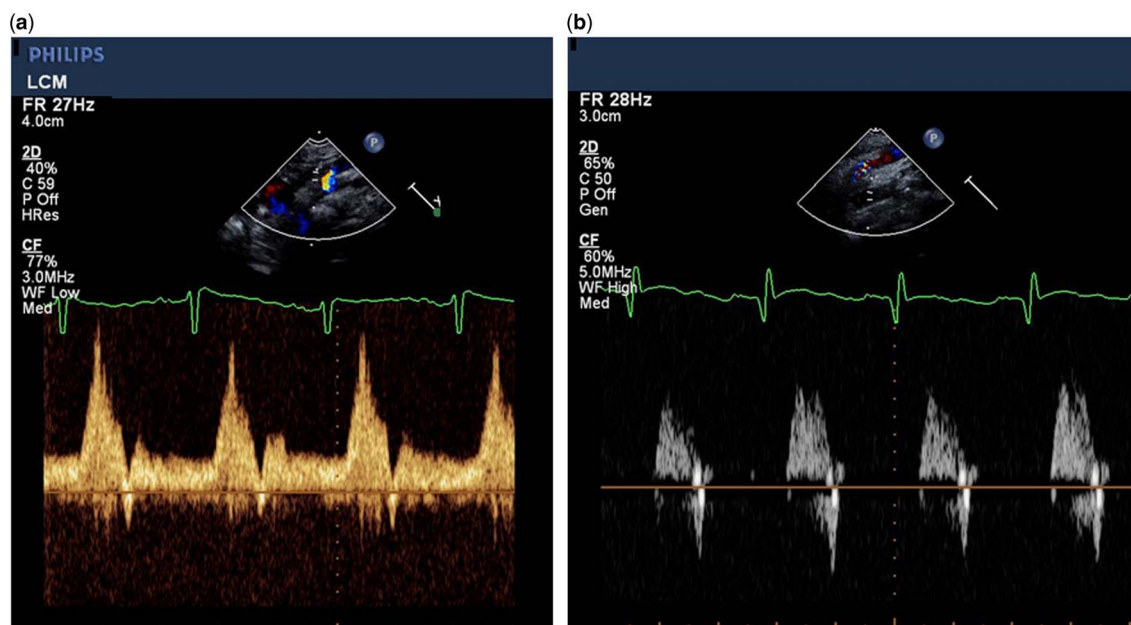 (a)
PHILIPS
LCM
FR 27Hz
4.0cm
2D
40%
C 59
P Off
HRes
CF
77%
3.0MHz
WF Low
Med
P
(b)
FR 28Hz
3.0cm
2D
65%
C 50
P Off
Gen
CF
60%
5.0MHz
WF High
Med
P